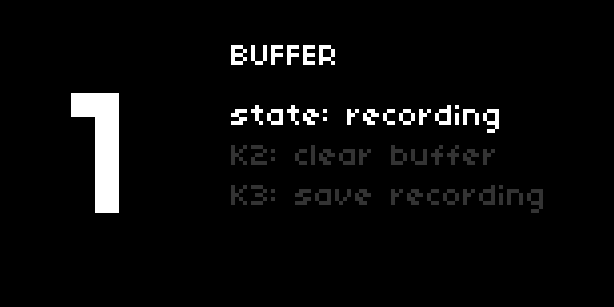 1
BUFFER
state: recording
K2: clear buffer
K3: save recording